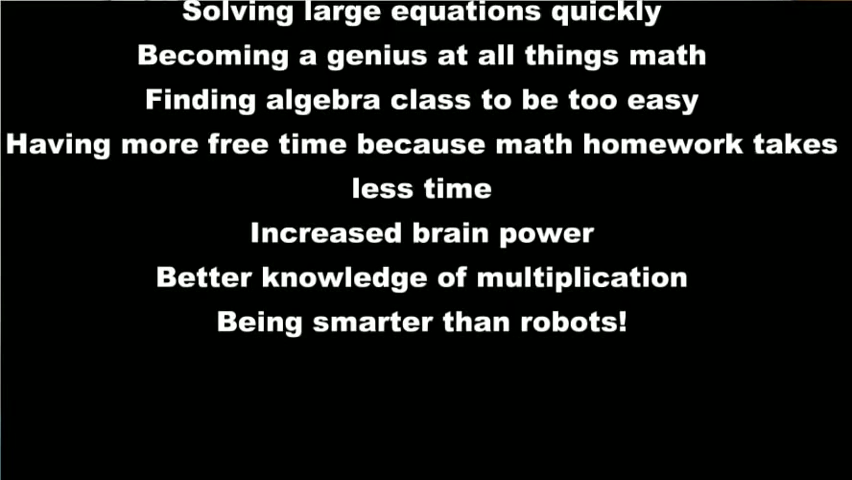 Solving large equations quickly
Becoming a genius at all things math
Finding algebra class to be too easy
Having more free time because math homework takes
less time
Increased brain power
Better knowledge of multiplication
Being smarter than robots!